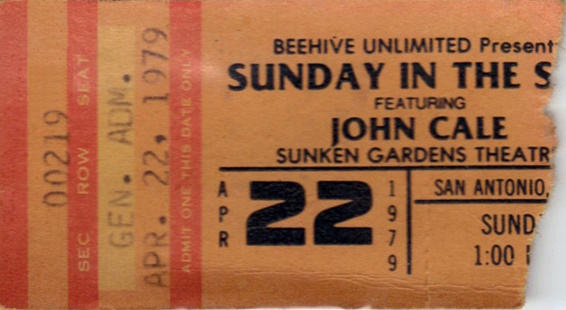 00219
SEC ROW SEAT
GEN. ADM.
APR. 22, 1979
ADMIT ONE THIS DATE ONLY
BEEHIVE UNLIMITED Present
SUNDAY IN THE S
FEATURING
JOHN CALE
SUNKEN GARDENS THEATR
APR 22 1979
SAN ANTONIO,
SUND
1:00